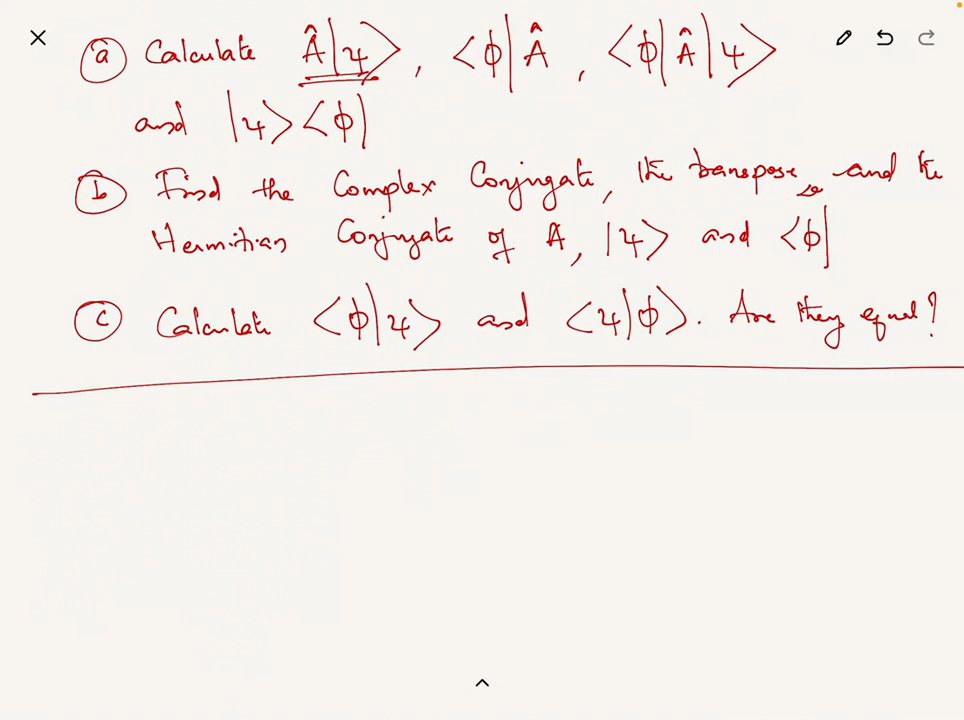 (a) Calculate Â|ψ>, <ϕ|Â, <ϕ|Â|ψ>
and |ψ><ϕ|
(b) Find the Complex Conjugate, the transpose and the
Hermitian Conjugate of A, |ψ> and <ϕ|
(c) Calculate <ϕ|ψ> and <ψ|ϕ>. Are they equal?